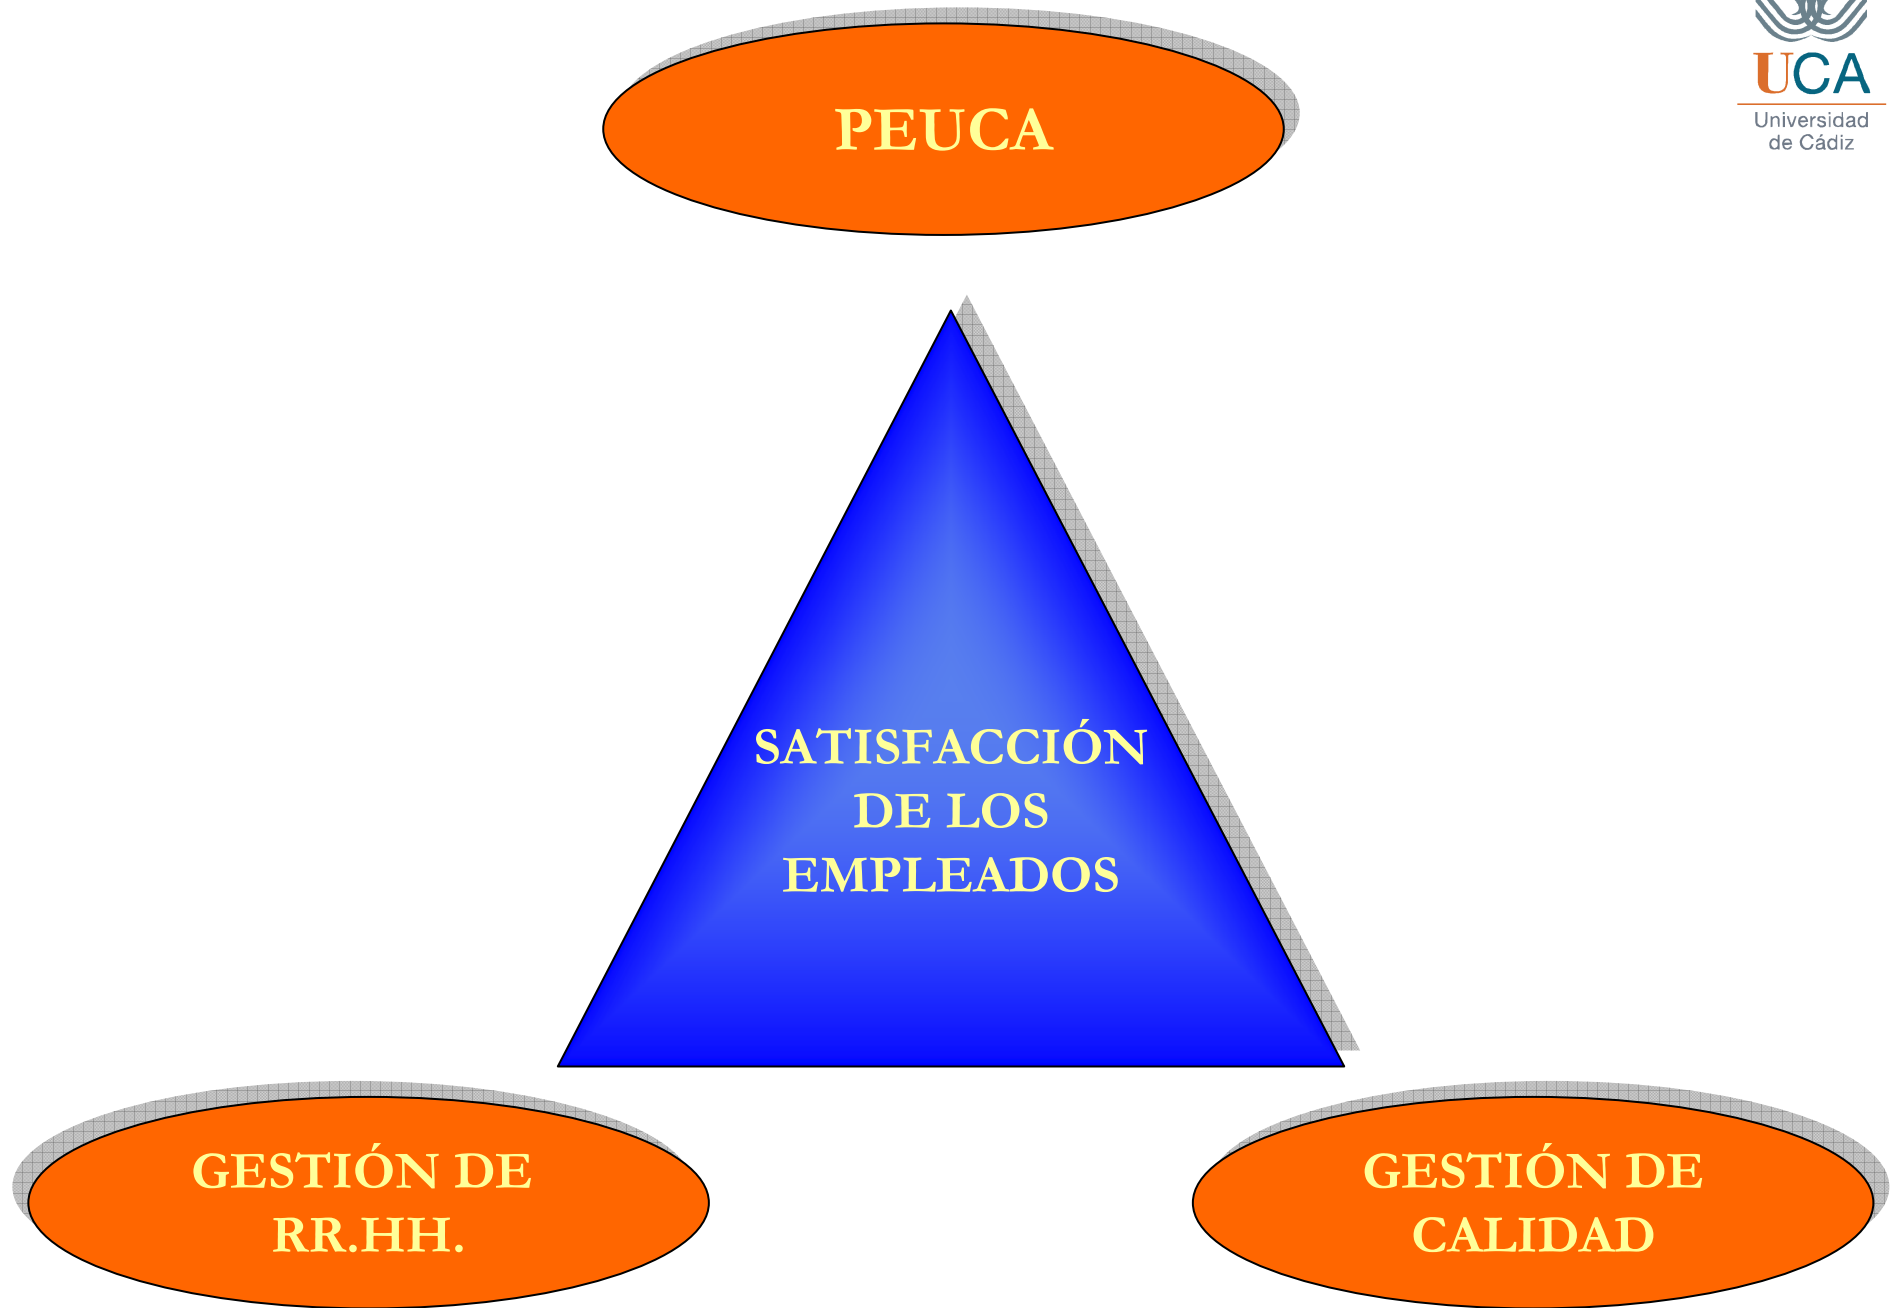 PEUCA
UCA
Universidad
de Cádiz
SATISFACCIÓN
DE LOS
EMPLEADOS
GESTIÓN DE
RR.HH.
GESTIÓN DE
CALIDAD